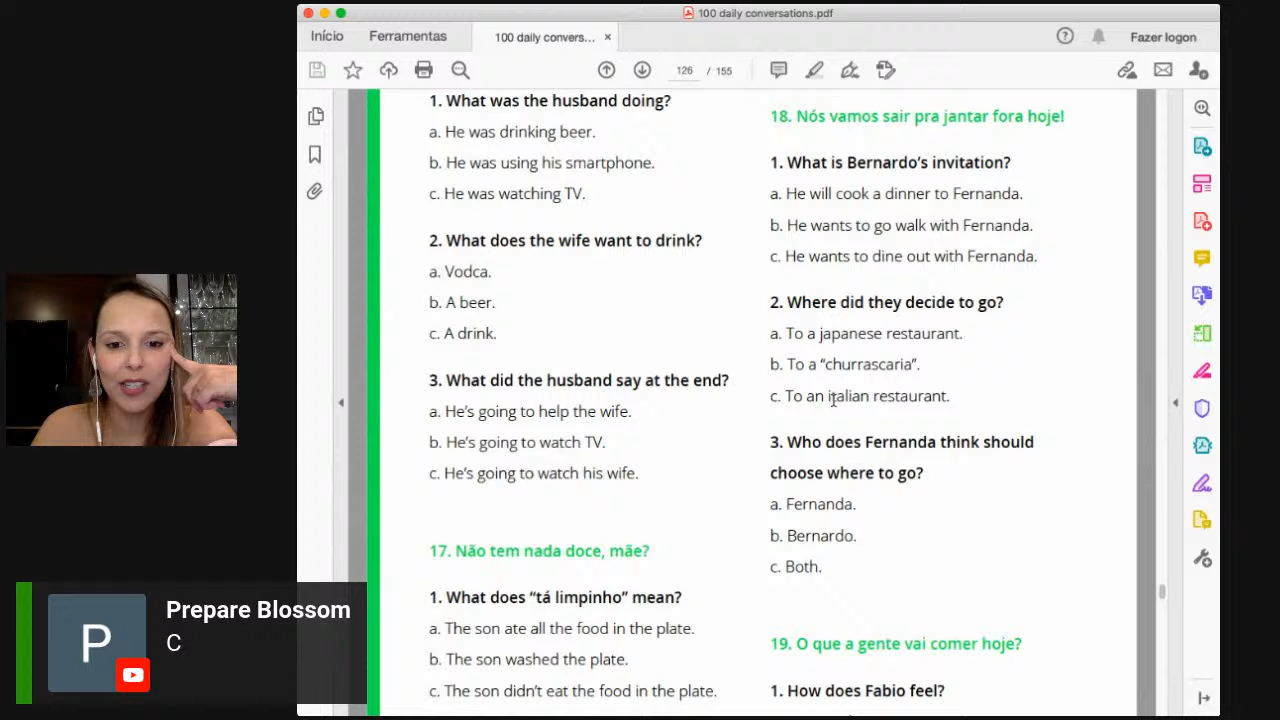 100 daily conversations.pdf
Início
Ferramentas
100 daily convers...
Fazer logon
126 / 155
1. What was the husband doing?
a. He was drinking beer.
b. He was using his smartphone.
c. He was watching TV.
2. What does the wife want to drink?
a. Vodca.
b. A beer.
c. A drink.
3. What did the husband say at the end?
a. He's going to help the wife.
b. He's going to watch TV.
c. He's going to watch his wife.
17. Não tem nada doce, mãe?
1. What does “tá limpinho” mean?
a. The son ate all the food in the plate.
b. The son washed the plate.
c. The son didn't eat the food in the plate.
18. Nós vamos sair pra jantar fora hoje!
1. What is Bernardo's invitation?
a. He will cook a dinner to Fernanda.
b. He wants to go walk with Fernanda.
c. He wants to dine out with Fernanda.
2. Where did they decide to go?
a. To a japanese restaurant.
b. To a “churrascaria”.
c. To an italian restaurant.
3. Who does Fernanda think should
choose where to go?
a. Fernanda.
b. Bernardo.
c. Both.
19. O que a gente vai comer hoje?
1. How does Fabio feel?
P
Prepare Blossom
C